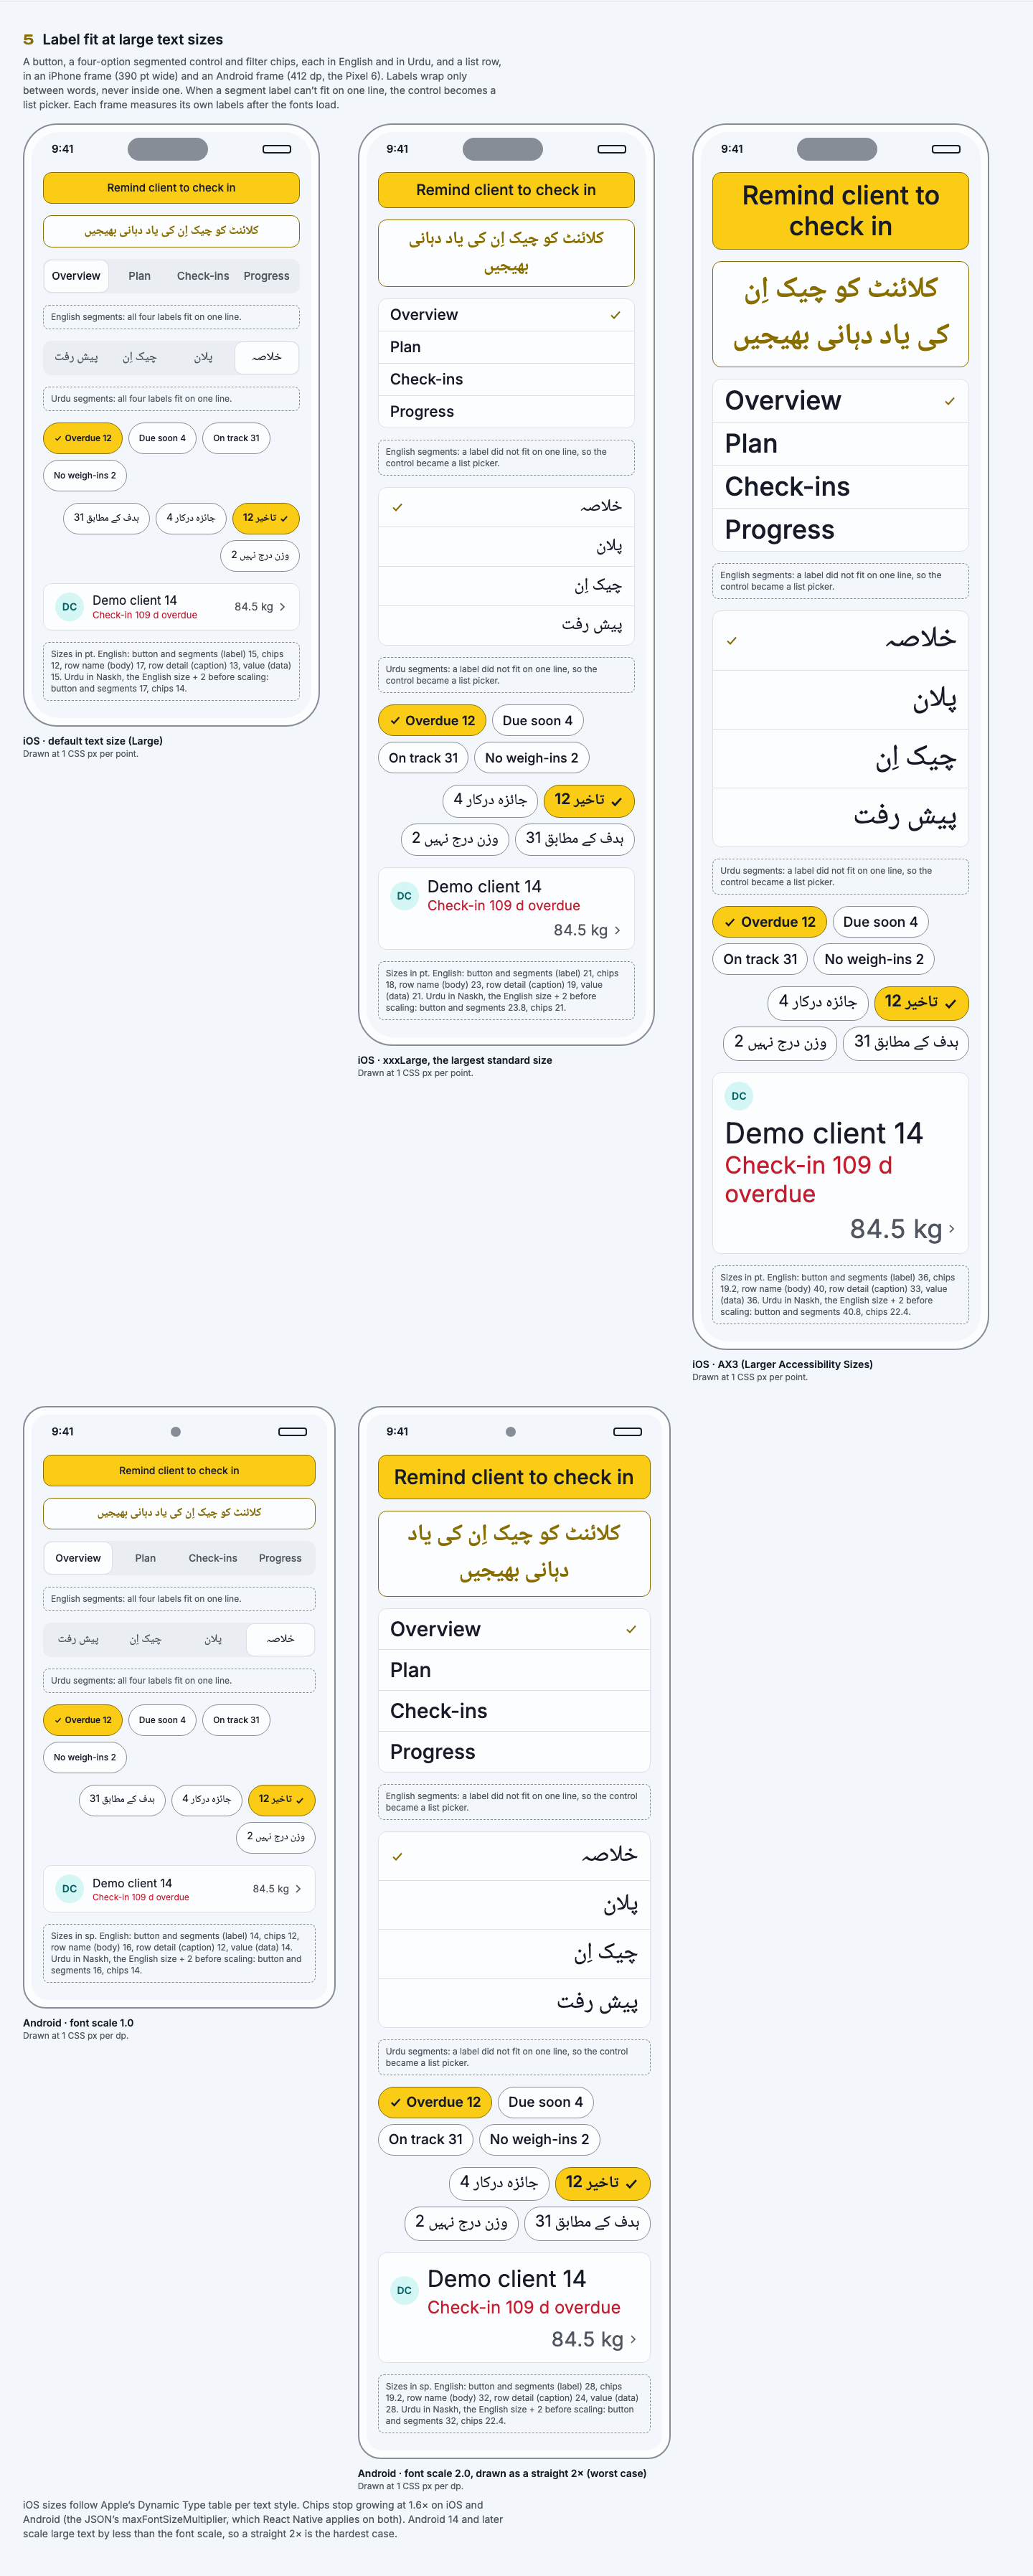 5 Label fit at large text sizes
A button, a four-option segmented control and filter chips, each in English and in Urdu, and a list row,
in an iPhone frame (390 pt wide) and an Android frame (412 dp, the Pixel 6). Labels wrap only
between words, never inside one. When a segment label can't fit on one line, the control becomes a
list picker. Each frame measures its own labels after the fonts load.
9:41
Remind client to check in
کلائنٹ کو چیک اِن کی یاد دہانی بھیجیں
Overview Plan Check-ins Progress
English segments: all four labels fit on one line.
خلاصہ پلان چیک اِن پیش رفت
Urdu segments: all four labels fit on one line.
✓ Overdue 12 Due soon 4 On track 31
No weigh-ins 2
✓ تاخیر 12 جائزہ درکار 4 ہدف کے مطابق 31
وزن درج نہیں 2
DC Demo client 14 84.5 kg >
Check-in 109 d overdue
Sizes in pt. English: button and segments (label) 15, chips
12, row name (body) 17, row detail (caption) 13, value (data)
15. Urdu in Naskh, the English size + 2 before scaling:
button and segments 17, chips 14.
iOS · default text size (Large)
Drawn at 1 CSS px per point.
9:41
Remind client to check in
کلائنٹ کو چیک اِن کی یاد دہانی
بھیجیں
Overview ✓
Plan
Check-ins
Progress
English segments: a label did not fit on one line, so the
control became a list picker.
خلاصہ ✓
پلان
چیک اِن
پیش رفت
Urdu segments: a label did not fit on one line, so the
control became a list picker.
✓ Overdue 12 Due soon 4
On track 31 No weigh-ins 2
✓ تاخیر 12 جائزہ درکار 4
ہدف کے مطابق 31 وزن درج نہیں 2
DC Demo client 14
Check-in 109 d overdue
84.5 kg >
Sizes in pt. English: button and segments (label) 21, chips
18, row name (body) 23, row detail (caption) 19, value
(data) 21. Urdu in Naskh, the English size + 2 before
scaling: button and segments 23.8, chips 21.
iOS · xxxLarge, the largest standard size
Drawn at 1 CSS px per point.
9:41
Remind client to
check in
کلائنٹ کو چیک اِن
کی یاد دہانی بھیجیں
Overview ✓
Plan
Check-ins
Progress
English segments: a label did not fit on one line, so the
control became a list picker.
خلاصہ ✓
پلان
چیک اِن
پیش رفت
Urdu segments: a label did not fit on one line, so the
control became a list picker.
✓ Overdue 12 Due soon 4
On track 31 No weigh-ins 2
✓ تاخیر 12 جائزہ درکار 4
ہدف کے مطابق 31 وزن درج نہیں 2
DC
Demo client 14
Check-in 109 d
overdue
84.5 kg >
Sizes in pt. English: button and segments (label) 36, chips
19.2, row name (body) 40, row detail (caption) 33, value
(data) 36. Urdu in Naskh, the English size + 2 before
scaling: button and segments 40.8, chips 22.4.
iOS · AX3 (Larger Accessibility Sizes)
Drawn at 1 CSS px per point.
9:41
Remind client to check in
کلائنٹ کو چیک اِن کی یاد دہانی بھیجیں
Overview Plan Check-ins Progress
English segments: all four labels fit on one line.
خلاصہ پلان چیک اِن پیش رفت
Urdu segments: all four labels fit on one line.
✓ Overdue 12 Due soon 4 On track 31
No weigh-ins 2
✓ تاخیر 12 جائزہ درکار 4 ہدف کے مطابق 31
وزن درج نہیں 2
DC Demo client 14 84.5 kg >
Check-in 109 d overdue
Sizes in sp. English: button and segments (label) 14, chips 12,
row name (body) 16, row detail (caption) 12, value (data) 14.
Urdu in Naskh, the English size + 2 before scaling: button and
segments 16, chips 14.
Android · font scale 1.0
Drawn at 1 CSS px per dp.
9:41
Remind client to check in
کلائنٹ کو چیک اِن کی یاد
دہانی بھیجیں
Overview ✓
Plan
Check-ins
Progress
English segments: a label did not fit on one line, so the control
became a list picker.
خلاصہ ✓
پلان
چیک اِن
پیش رفت
Urdu segments: a label did not fit on one line, so the control
became a list picker.
✓ Overdue 12 Due soon 4
On track 31 No weigh-ins 2
✓ تاخیر 12 جائزہ درکار 4
ہدف کے مطابق 31 وزن درج نہیں 2
DC Demo client 14
Check-in 109 d overdue
84.5 kg >
Sizes in sp. English: button and segments (label) 28, chips
19.2, row name (body) 32, row detail (caption) 24, value (data)
28. Urdu in Naskh, the English size + 2 before scaling: button
and segments 32, chips 22.4.
Android · font scale 2.0, drawn as a straight 2× (worst case)
Drawn at 1 CSS px per dp.
iOS sizes follow Apple's Dynamic Type table per text style. Chips stop growing at 1.6× on iOS and
Android (the JSON's maxFontSizeMultiplier, which React Native applies on both). Android 14 and later
scale large text by less than the font scale, so a straight 2× is the hardest case.